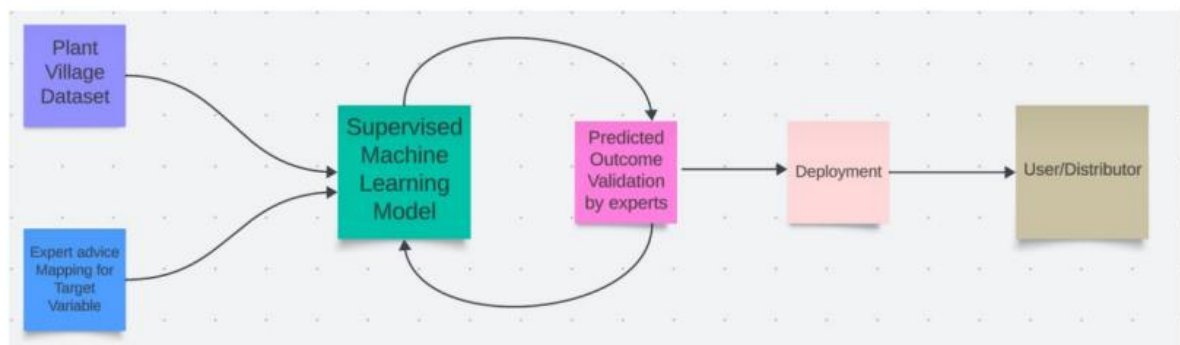 Plant
Village
Dataset
Expert advice
Mapping for
Target
Variable
Supervised
Machine
Learning
Model
Predicted
Outcome
Validation
by experts
Deployment
User/Distributor